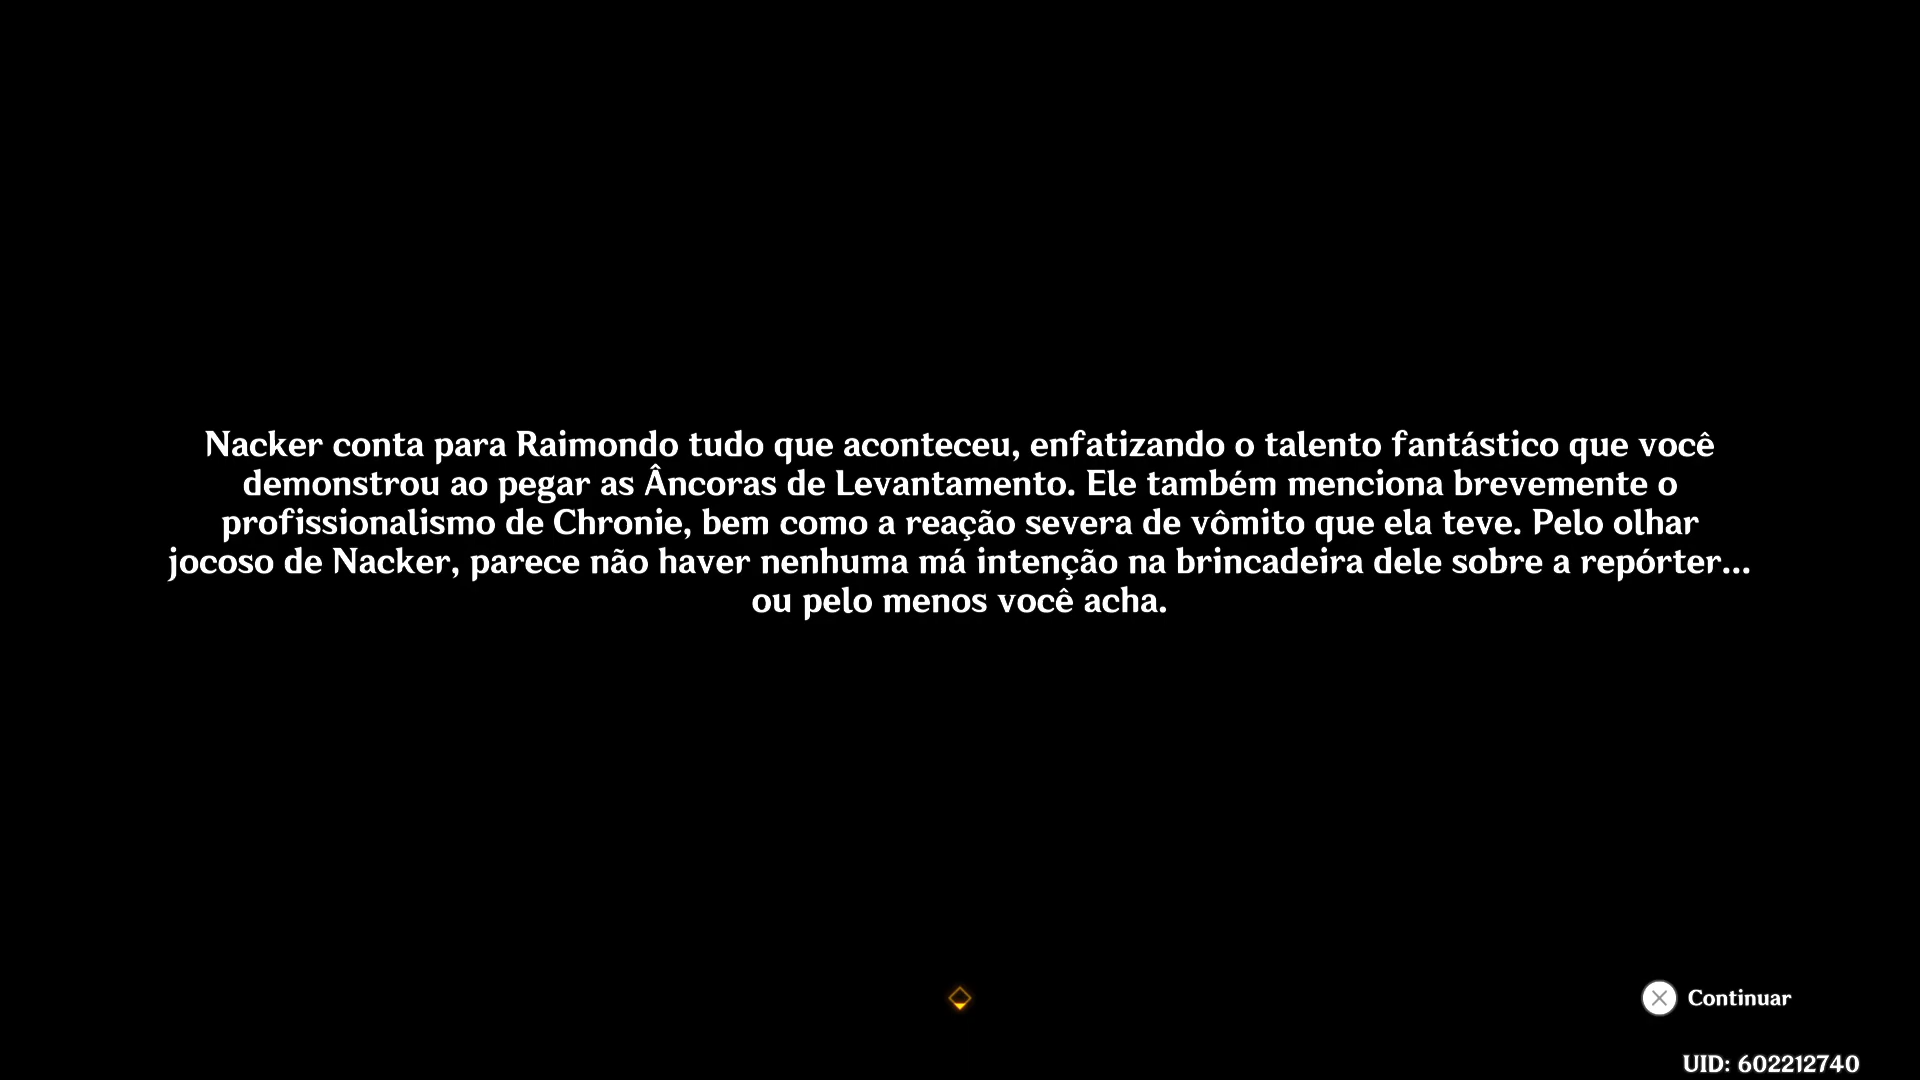 Nacker conta para Raimondo tudo que aconteceu, enfatizando o talento fantástico que você
demonstrou ao pegar as Âncoras de Levantamento. Ele também menciona brevemente o
profissionalismo de Chronie, bem como a reação severa de vômito que ela teve. Pelo olhar
jocoso de Nacker, parece não haver nenhuma má intenção na brincadeira dele sobre a repórter...
ou pelo menos você acha.
Continuar
UID: 602212740